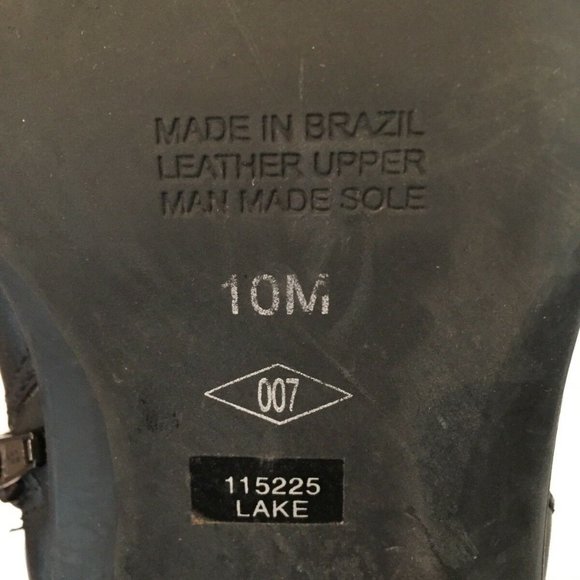 MADE IN BRAZIL
LEATHER UPPER
MAN MADE SOLE
10M
007
115225
LAKE